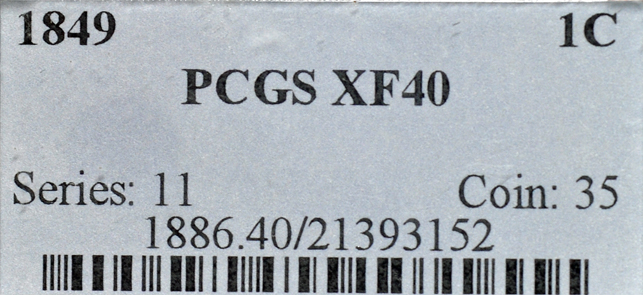 1849 1C
PCGS XF40
Series: 11 Coin: 35
1886.40/21393152